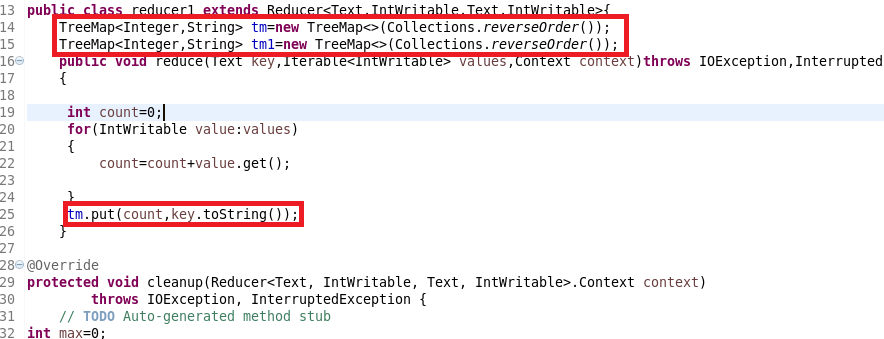 13 public class reducer1 extends Reducer<Text,IntWritable,Text,IntWritable>{
14 TreeMap<Integer,String> tm=new TreeMap<>(Collections.reverseOrder());
15 TreeMap<Integer,String> tm1=new TreeMap<>(Collections.reverseOrder());
16 public void reduce(Text key,Iterable<IntWritable> values,Context context)throws IOException,Interrupted
17 {
18
19 int count=0;
20 for(IntWritable value:values)
21 {
22 count=count+value.get();
23
24 }
25 tm.put(count,key.toString());
26 }
27
28 @Override
29 protected void cleanup(Reducer<Text, IntWritable, Text, IntWritable>.Context context)
30 throws IOException, InterruptedException {
31 // TODO Auto-generated method stub
32 int max=0;